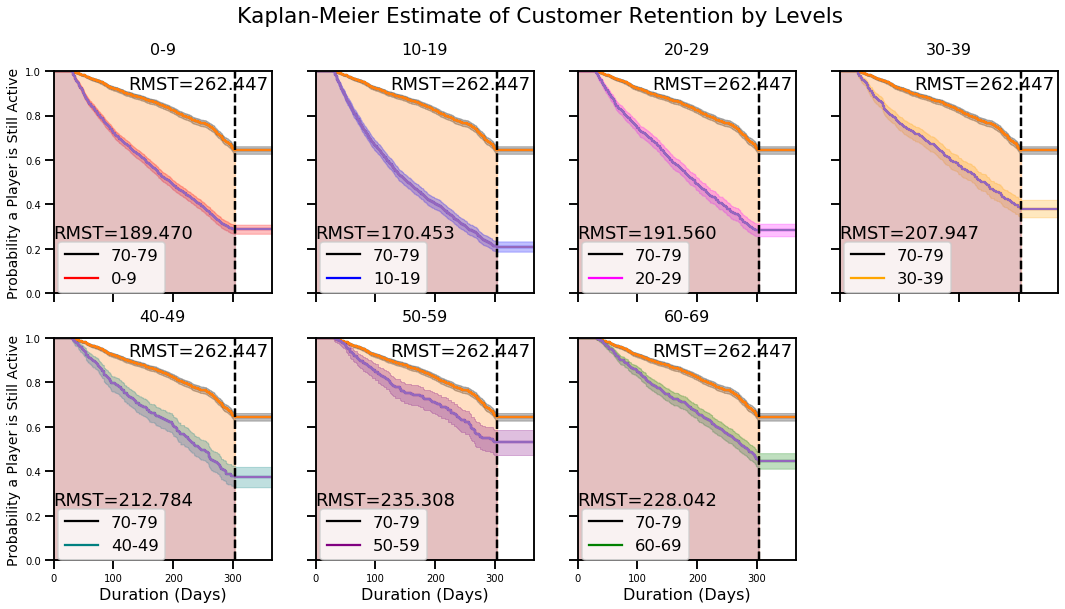 Kaplan-Meier Estimate of Customer Retention by Levels
0-9
10-19
20-29
30-39
Probability a Player is Still Active
1.0
0.8
0.6
0.4
0.2
0.0
RMST=262.447
RMST=189.470
70-79
0-9
RMST=262.447
RMST=170.453
70-79
10-19
RMST=262.447
RMST=191.560
70-79
20-29
RMST=262.447
RMST=207.947
70-79
30-39
40-49
50-59
60-69
Probability a Player is Still Active
1.0
0.8
0.6
0.4
0.2
0.0
RMST=262.447
RMST=212.784
70-79
40-49
0 100 200 300
Duration (Days)
RMST=262.447
RMST=235.308
70-79
50-59
0 100 200 300
Duration (Days)
RMST=262.447
RMST=228.042
70-79
60-69
0 100 200 300
Duration (Days)